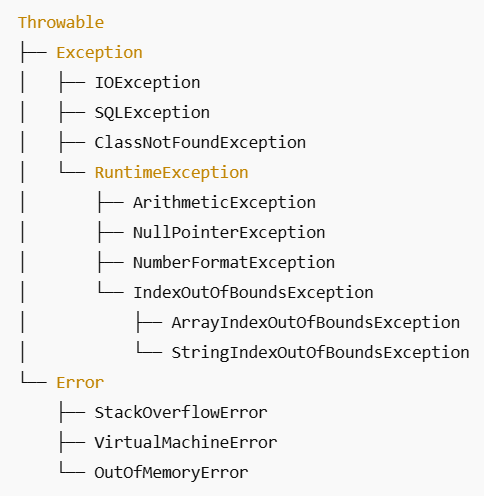 Throwable
├── Exception
│   ├── IOException
│   ├── SQLException
│   ├── ClassNotFoundException
│   └── RuntimeException
│       ├── ArithmeticException
│       ├── NullPointerException
│       ├── NumberFormatException
│       └── IndexOutOfBoundsException
│           ├── ArrayIndexOutOfBoundsException
│           └── StringIndexOutOfBoundsException
└── Error
    ├── StackOverflowError
    ├── VirtualMachineError
    └── OutOfMemoryError